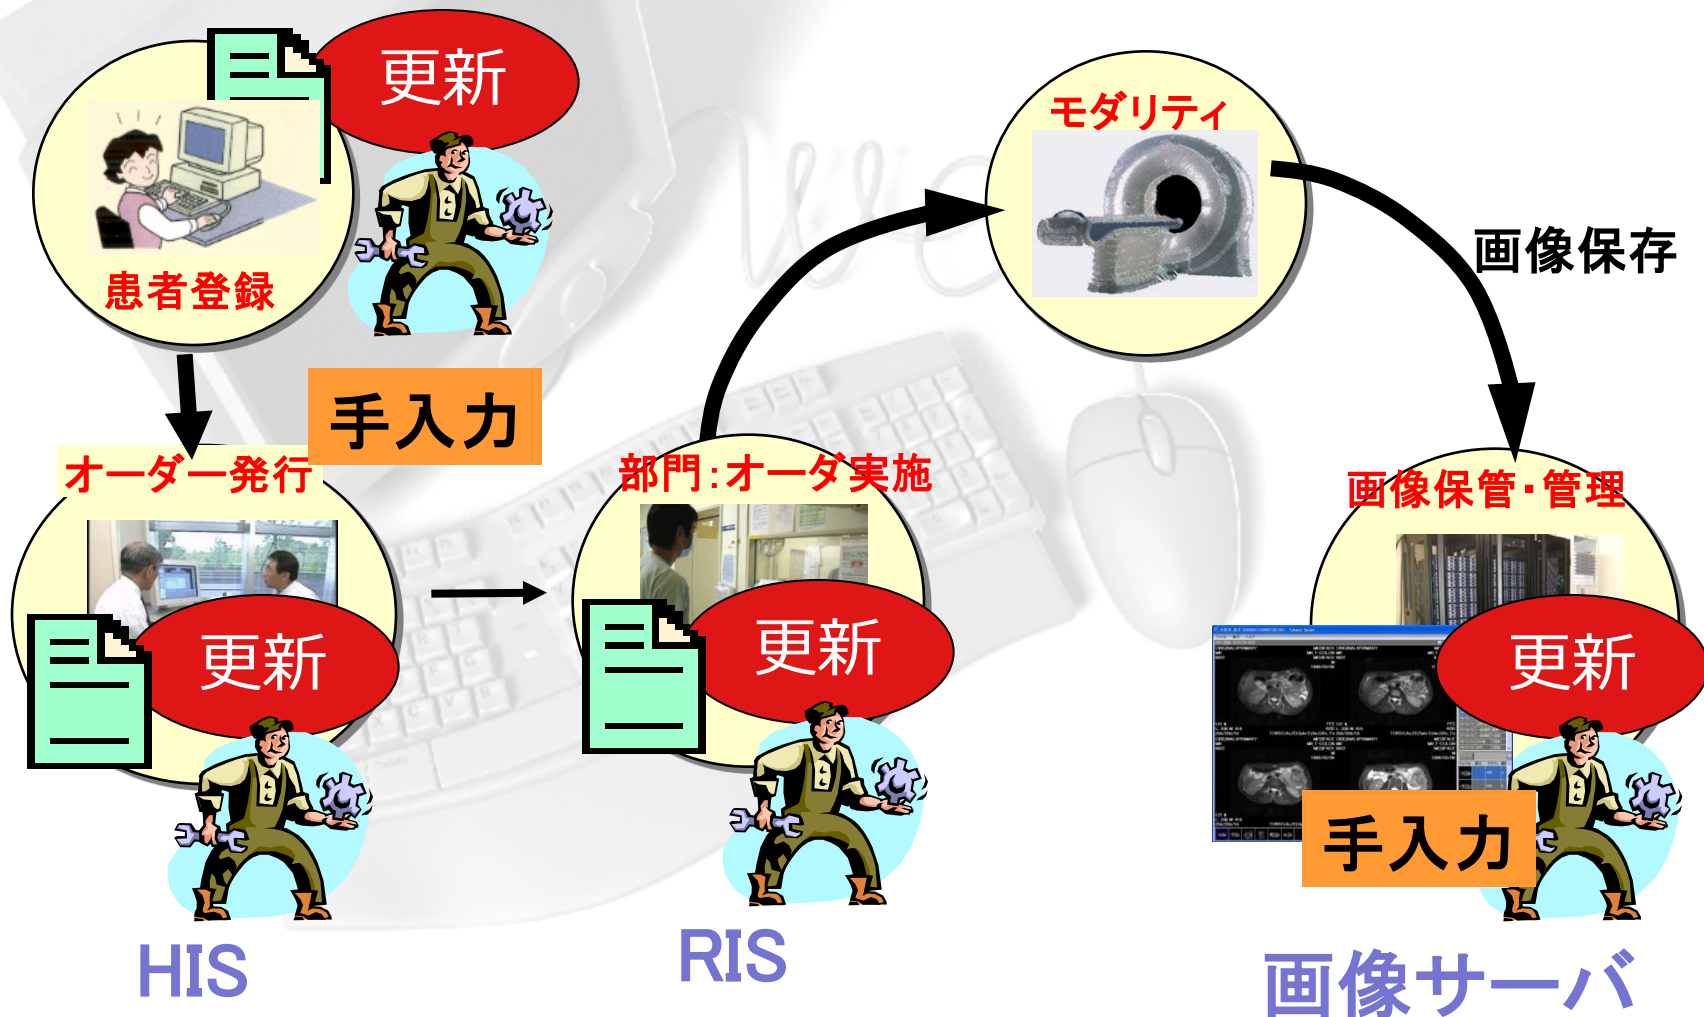 更新
患者登録
手入力
オーダー発行
更新
HIS
部門:オーダ実施
更新
RIS
モダリティ
画像保存
画像保管・管理
更新
手入力
画像サーバ